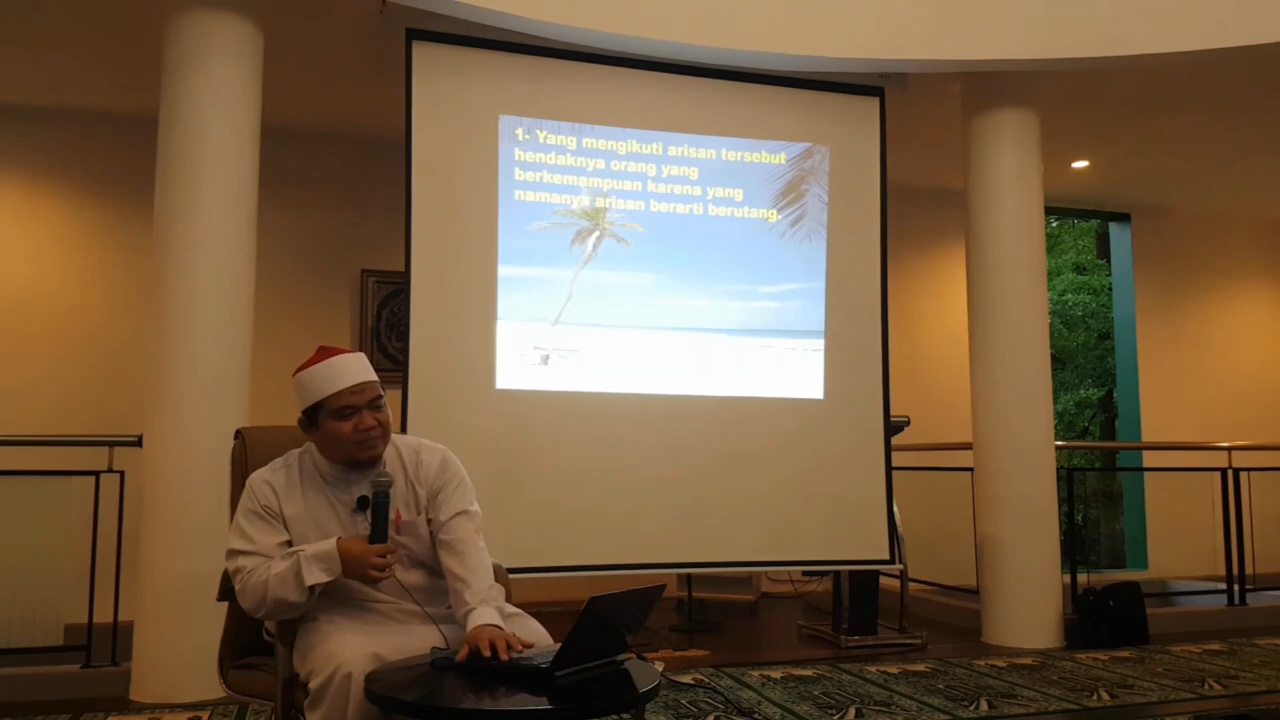 1- Yang mengikuti arisan tersebut
hendaknya orang yang
berkemampuan karena yang
namanya arisan berarti berutang.